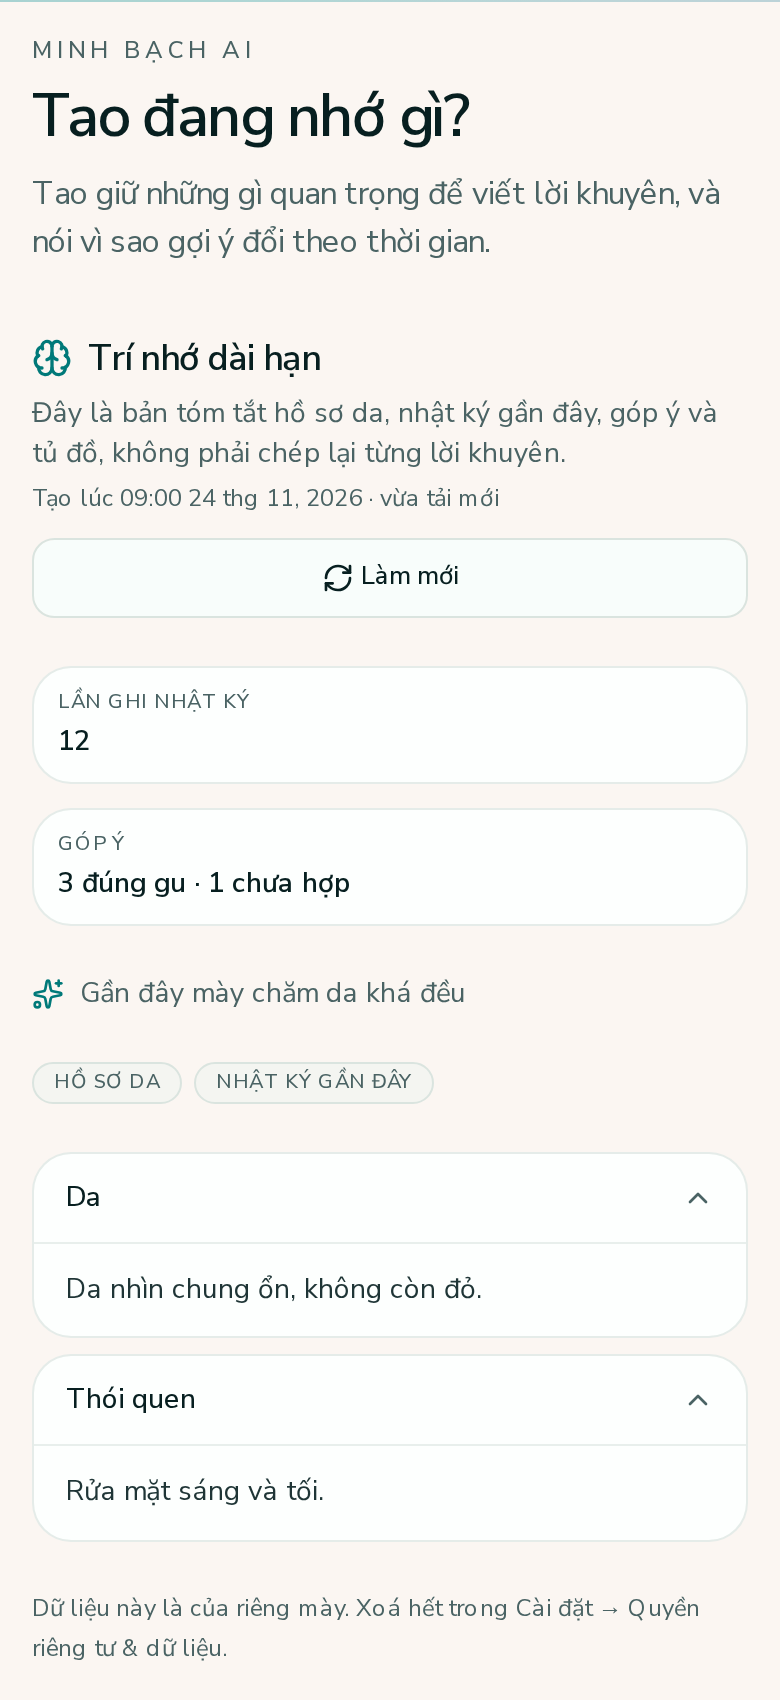 MINH BẠCH AI
Tao đang nhớ gì?
Tao giữ những gì quan trọng để viết lời khuyên, và
nói vì sao gợi ý đổi theo thời gian.
Trí nhớ dài hạn
Đây là bản tóm tắt hồ sơ da, nhật ký gần đây, góp ý và
tủ đồ, không phải chép lại từng lời khuyên.
Tạo lúc 09:00 24 thg 11, 2026 · vừa tải mới
Làm mới
LẦN GHI NHẬT KÝ
12
GÓP Ý
3 đúng gu · 1 chưa hợp
Gần đây mày chăm da khá đều
HỒ SƠ DA NHẬT KÝ GẦN ĐÂY
Da
Da nhìn chung ổn, không còn đỏ.
Thói quen
Rửa mặt sáng và tối.
Dữ liệu này là của riêng mày. Xoá hết trong Cài đặt → Quyền
riêng tư & dữ liệu.